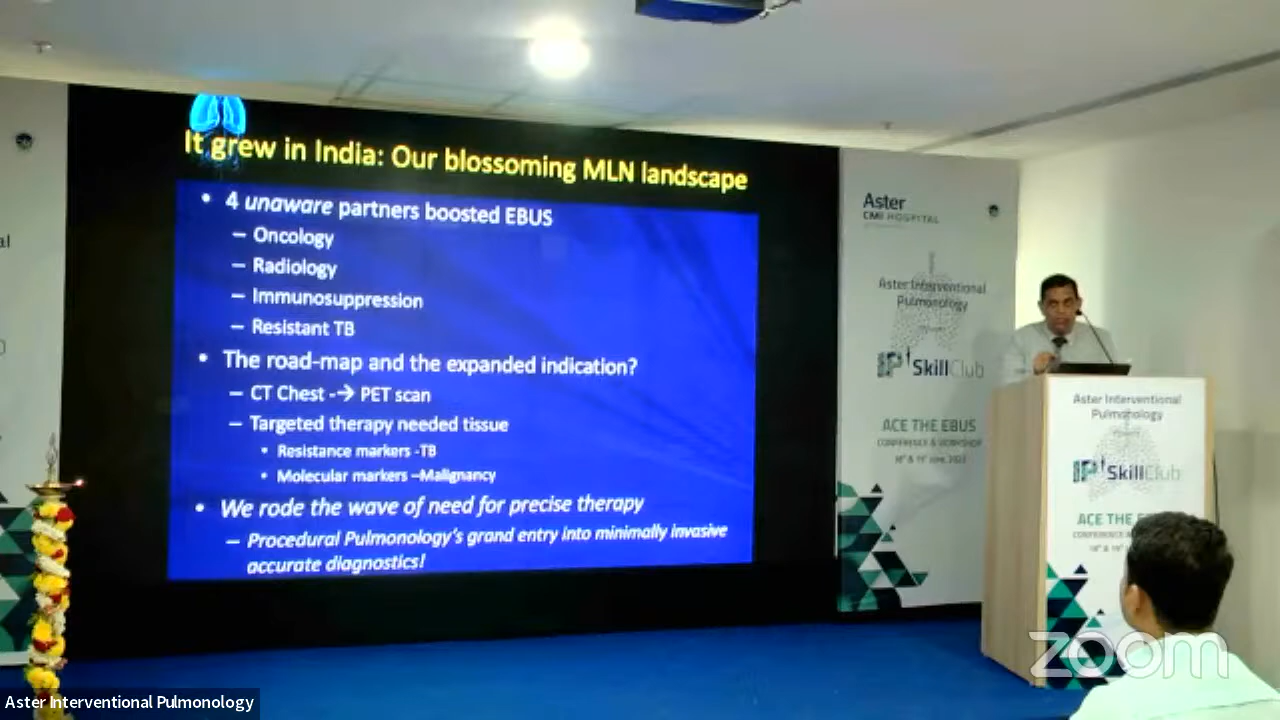 It grew in India: Our blossoming MLN landscape
• 4 unaware partners boosted EBUS
– Oncology
– Radiology
– Immunosuppression
– Resistant TB
• The road-map and the expanded indication?
– CT Chest -→ PET scan
– Targeted therapy needed tissue
• Resistance markers -TB
• Molecular markers –Malignancy
• We rode the wave of need for precise therapy
– Procedural Pulmonology's grand entry into minimally invasive
accurate diagnostics!
Aster
CMI HOSPITAL
Aster Interventional
Pulmonology
IP SkillClub
ACE THE EBUS
CONFERENCE & WORKSHOP
Aster Interventional
Pulmonology
IP SkillClub
ACE THE
zoom
Aster Interventional Pulmonology